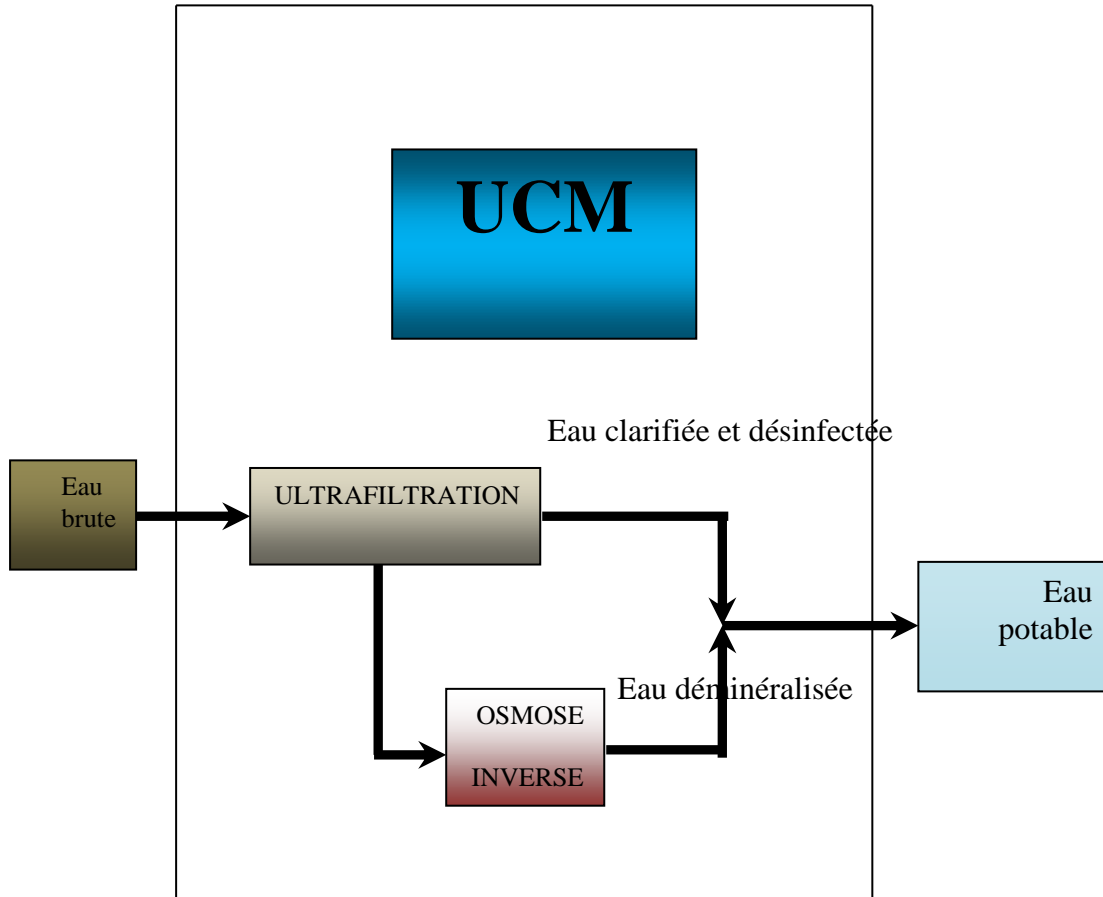 UCM
Eau clarifiée et désinfectée
Eau
brute
ULTRAFILTRATION
Eau
potable
Eau déminéralisée
OSMOSE
INVERSE